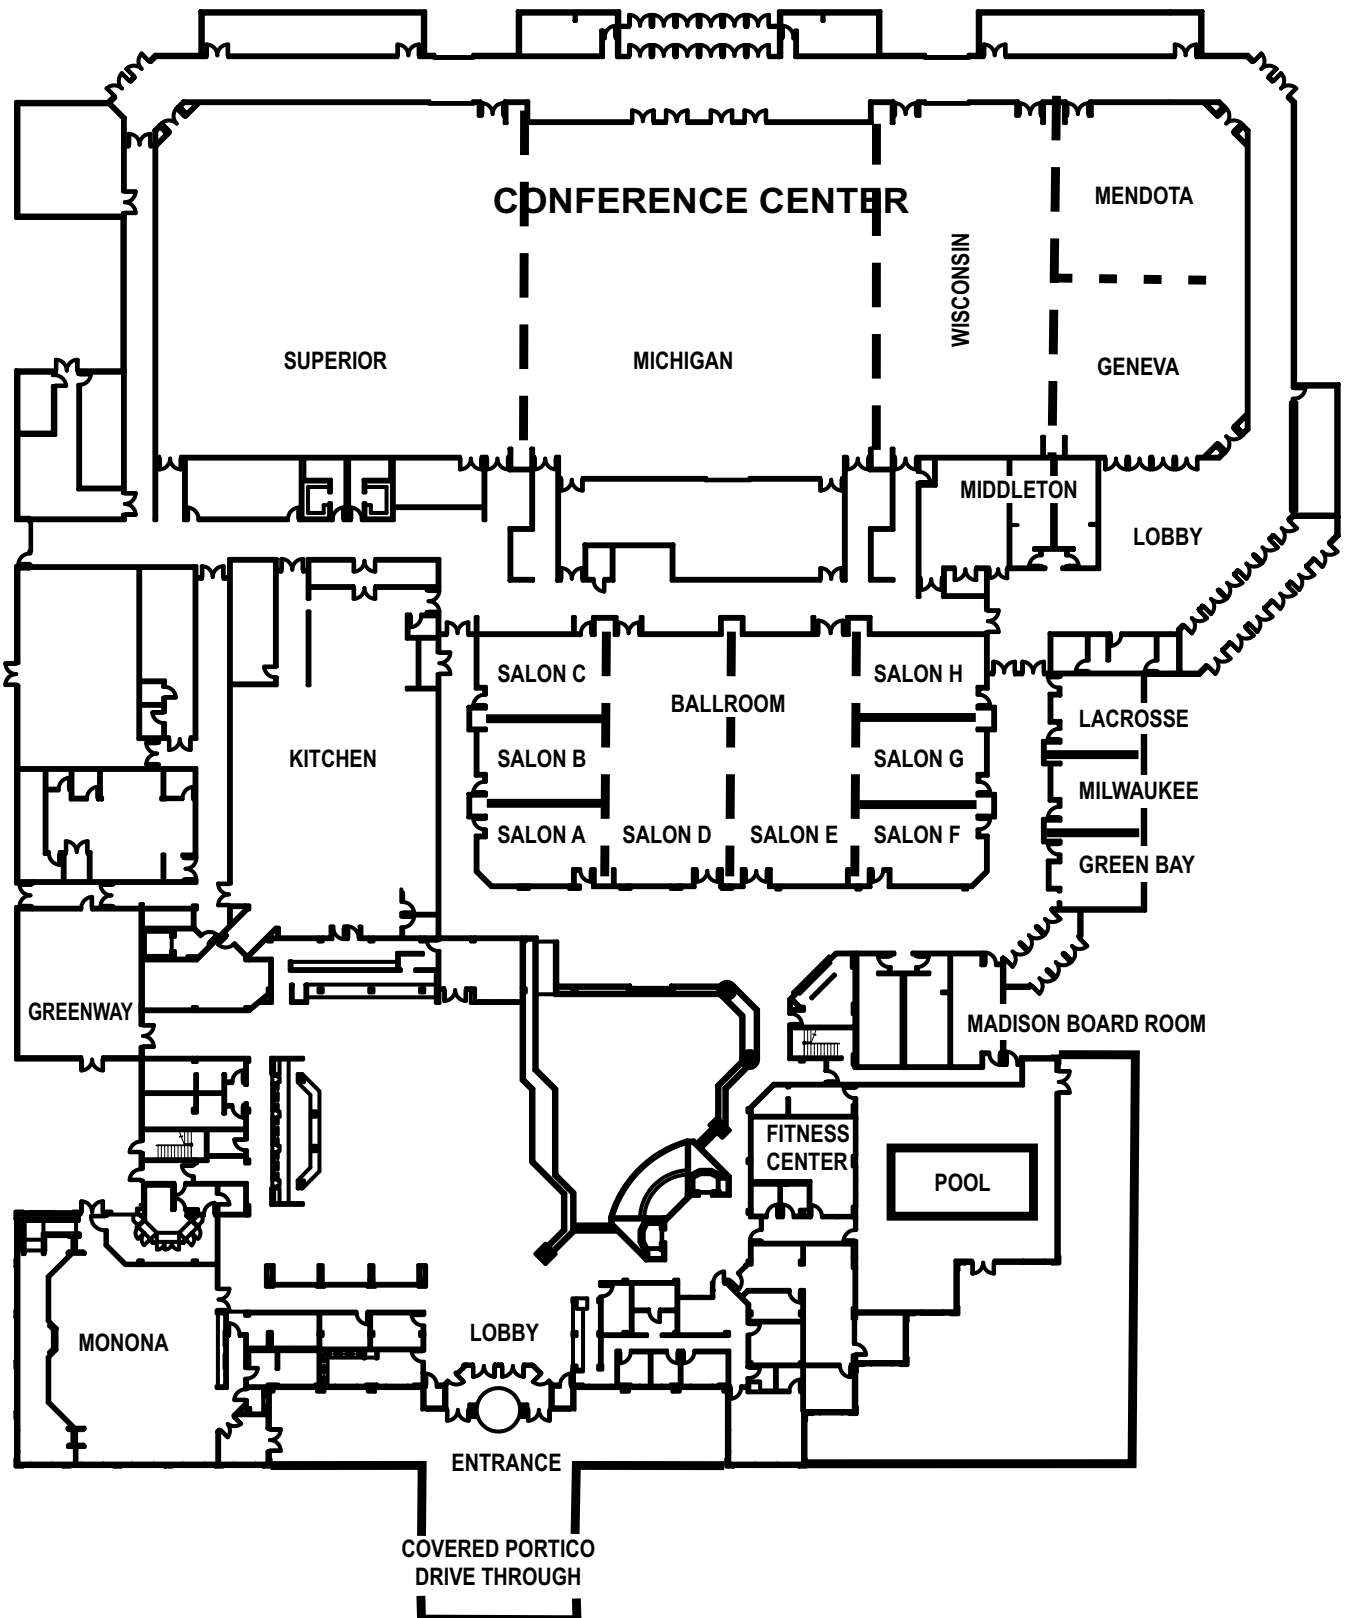 CONFERENCE CENTER
MENDOTA
WISCONSIN
SUPERIOR
MICHIGAN
GENEVA
MIDDLETON
LOBBY
SALON C
SALON H
BALLROOM
LACROSSE
KITCHEN
SALON B
SALON G
MILWAUKEE
SALON A
SALON D
SALON E
SALON F
GREEN BAY
GREENWAY
MADISON BOARD ROOM
FITNESS
CENTER
POOL
MONONA
LOBBY
ENTRANCE
COVERED PORTICO
DRIVE THROUGH